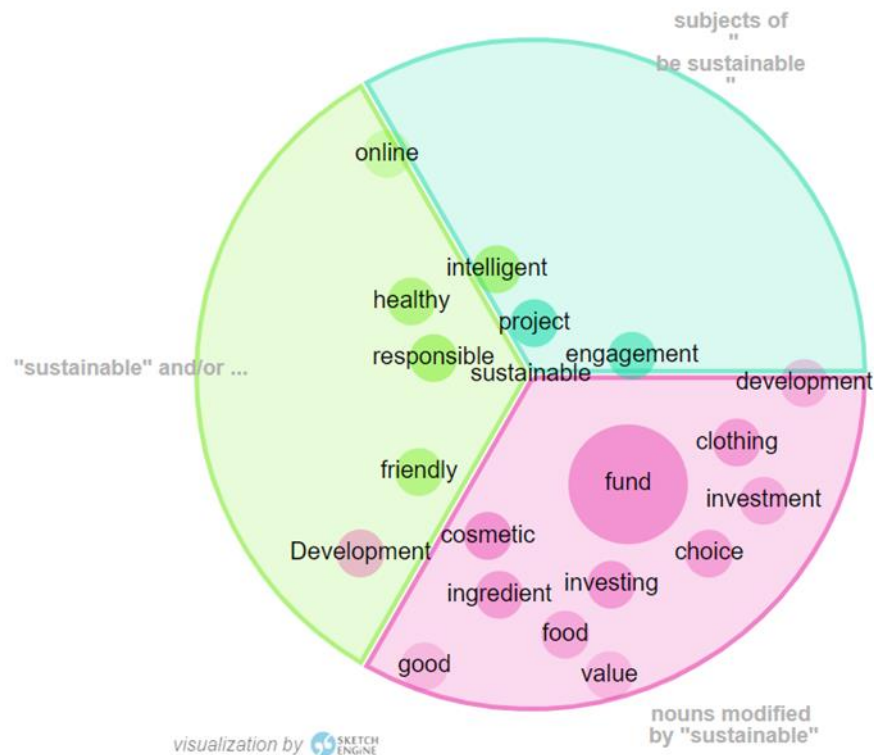 subjects of
"
be sustainable
"
online
intelligent
healthy
project
responsible
engagement
sustainable
"sustainable" and/or ...
development
clothing
friendly
fund
investment
cosmetic
Development
choice
investing
ingredient
food
good
value
nouns modified
by "sustainable"
visualization by SKETCH
ENGINE